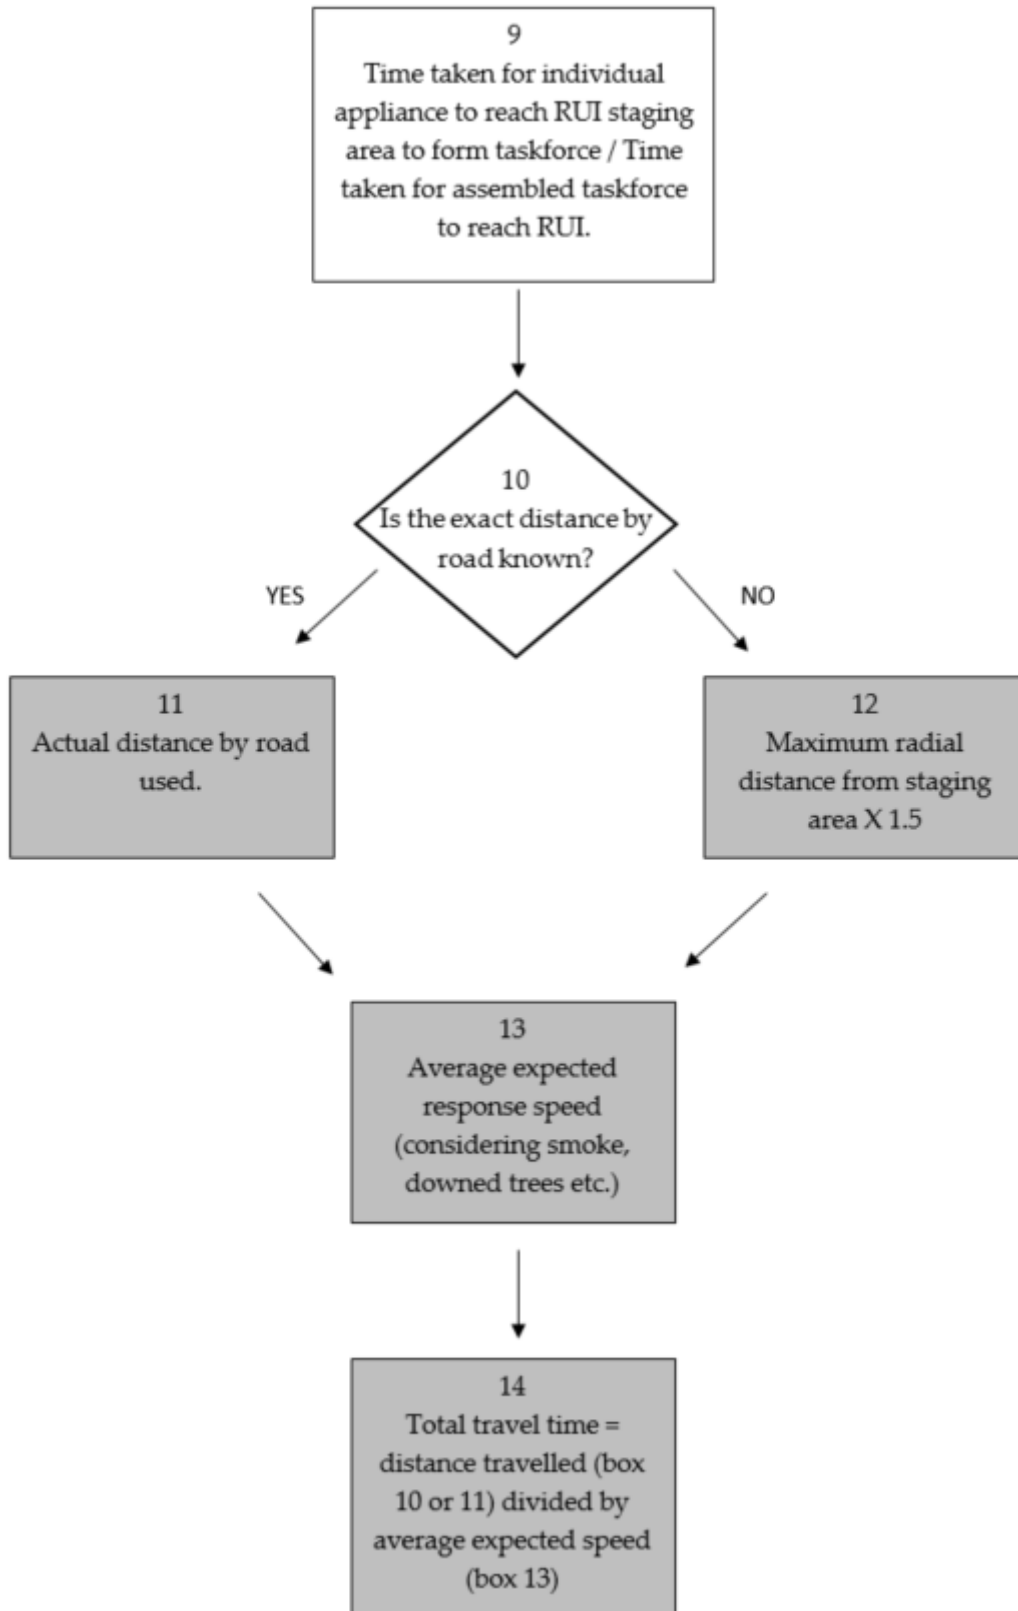 9
Time taken for individual
appliance to reach RUI staging
area to form taskforce / Time
taken for assembled taskforce
to reach RUI.
10
Is the exact distance by
road known?
YES
NO
11
Actual distance by road
used.
12
Maximum radial
distance from staging
area X 1.5
13
Average expected
response speed
(considering smoke,
downed trees etc.)
14
Total travel time =
distance travelled (box
10 or 11) divided by
average expected speed
(box 13)